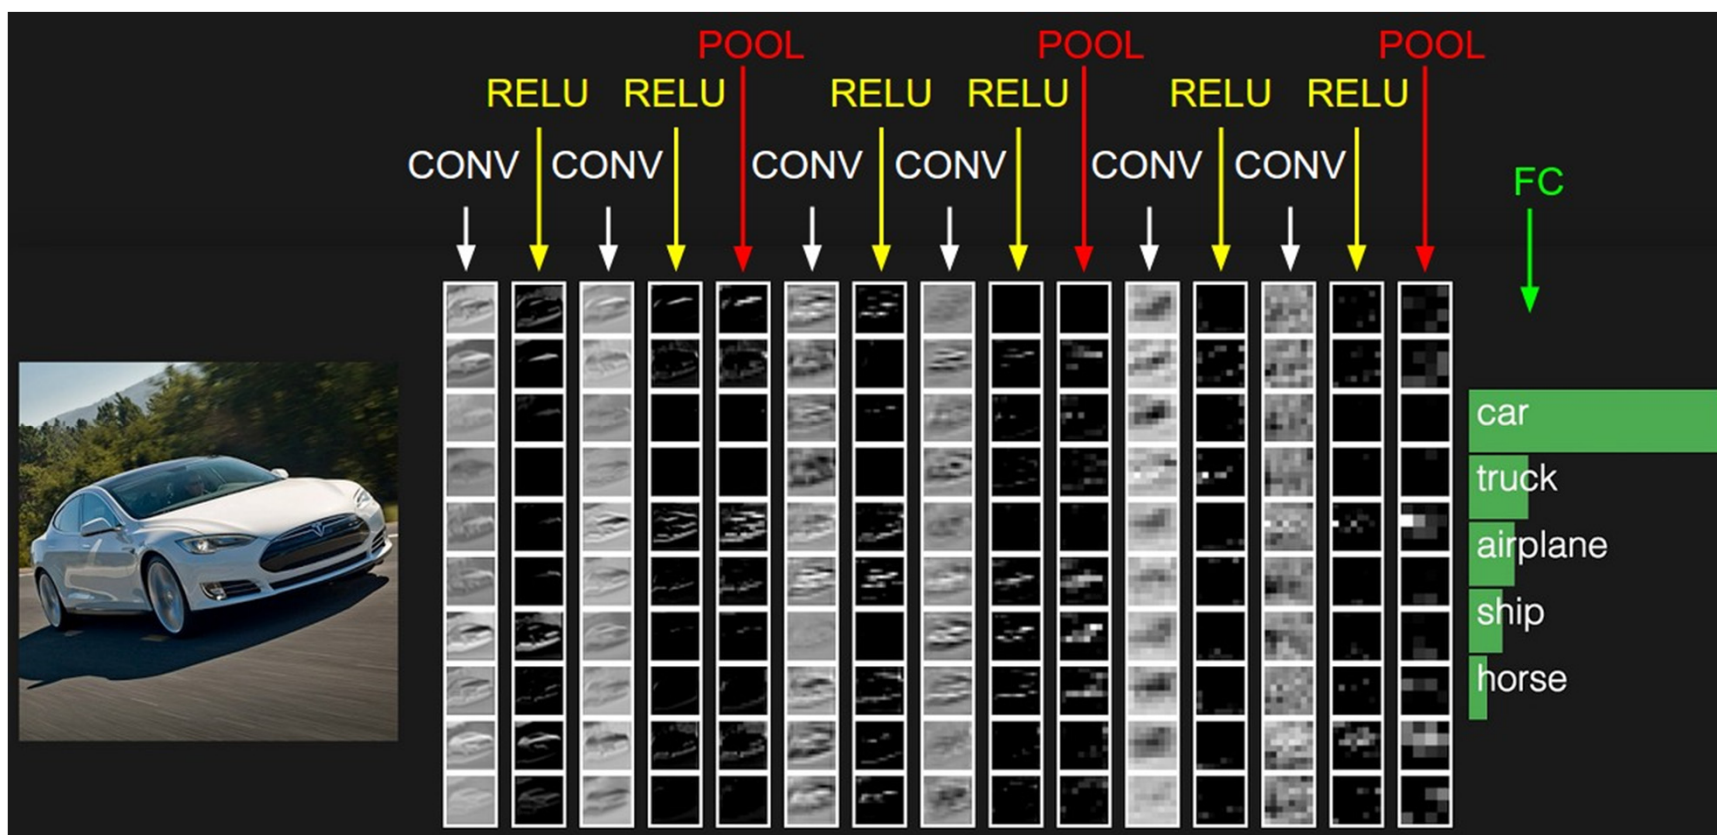 POOL POOL POOL
RELU RELU RELU RELU RELU RELU
CONV CONV CONV CONV CONV CONV
FC
car
truck
airplane
ship
horse